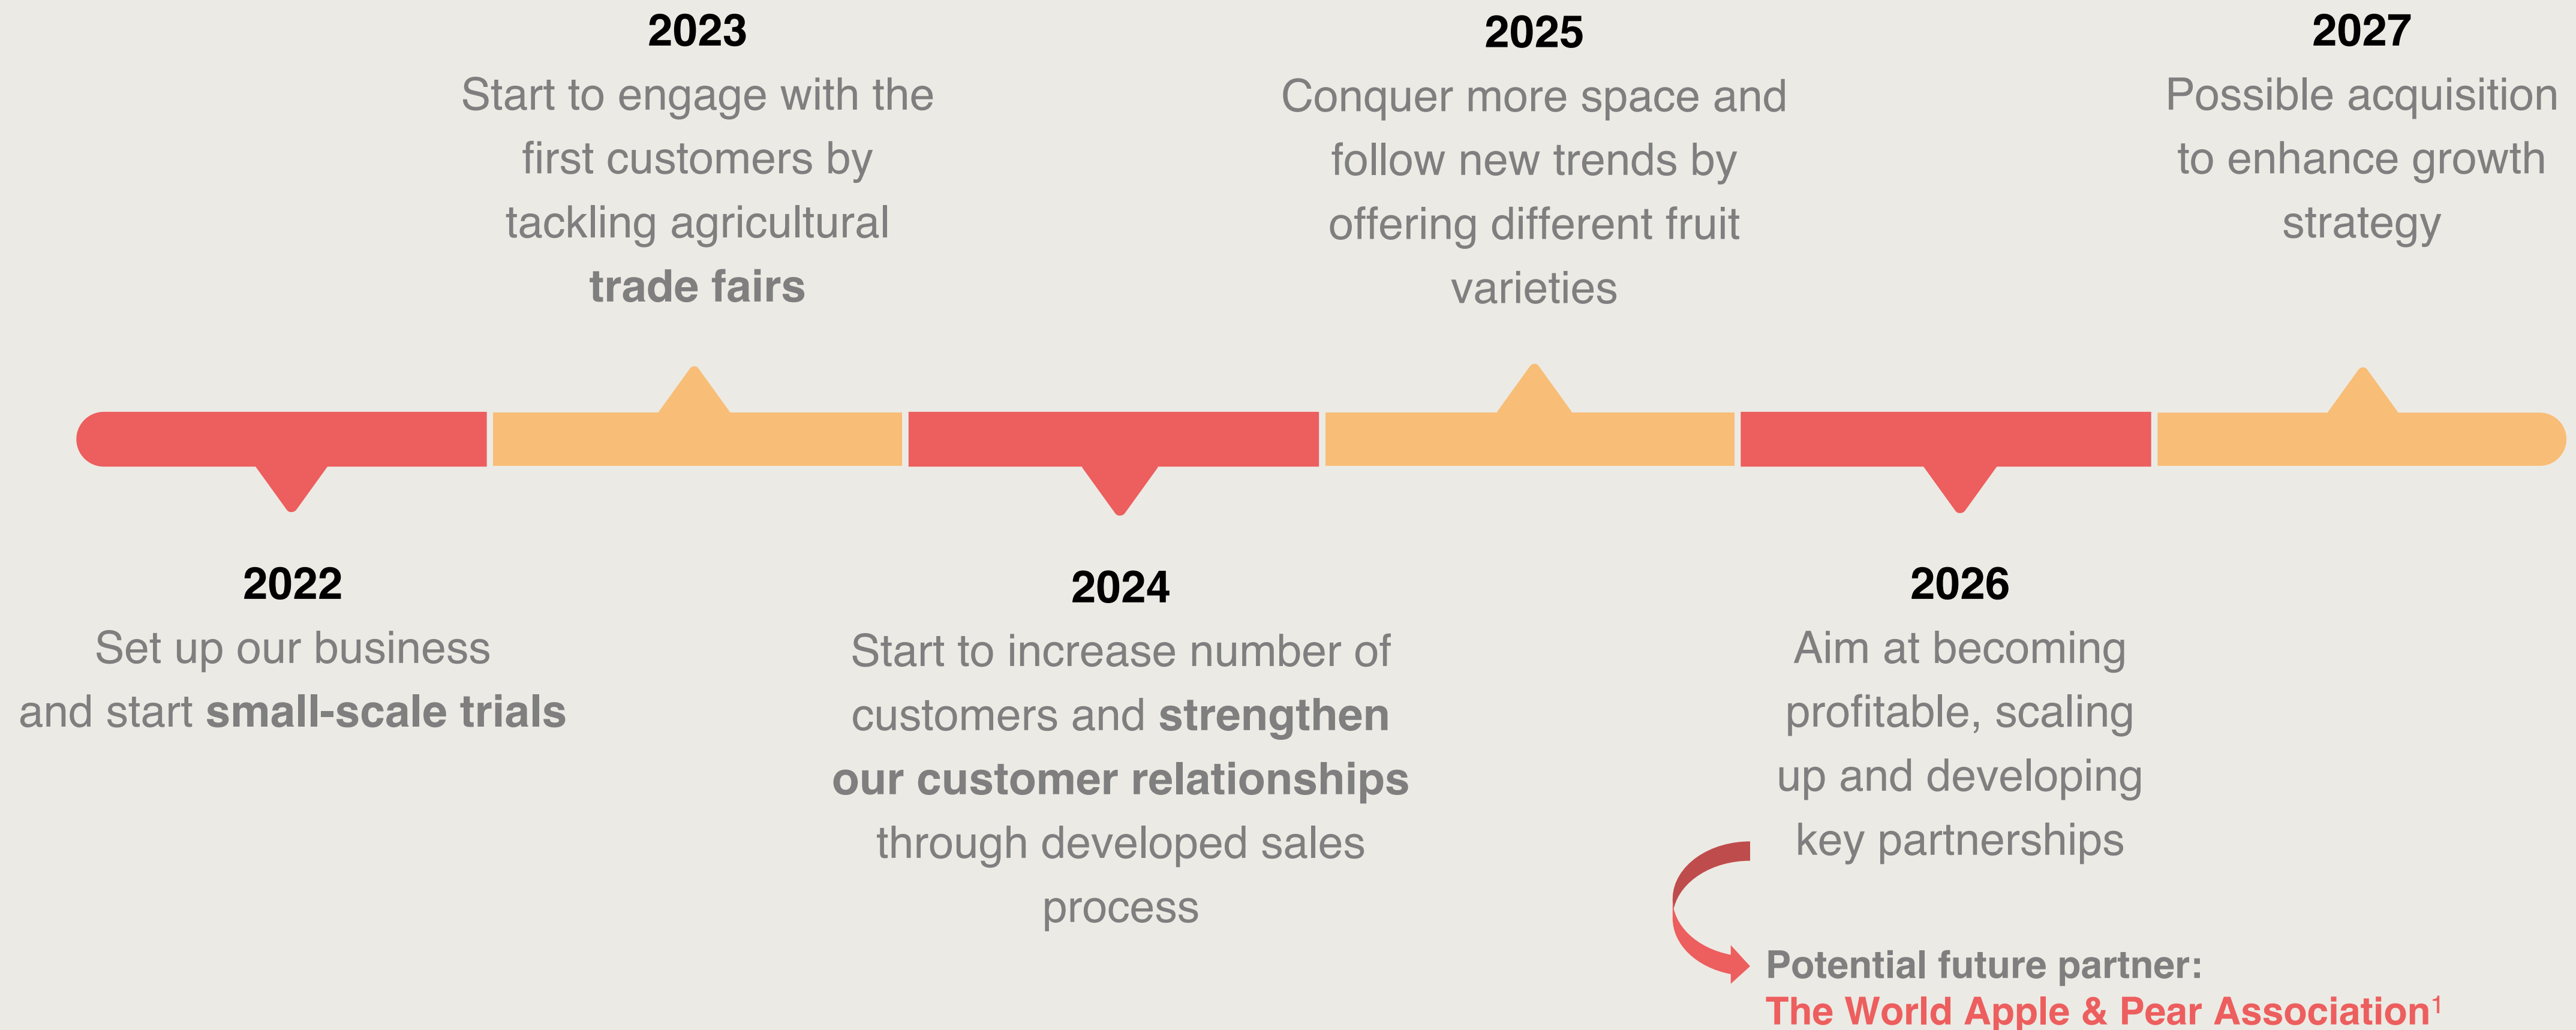 2023
Start to engage with the
first customers by
tackling agricultural
trade fairs
2025
Conquer more space and
follow new trends by
offering different fruit
varieties
2027
Possible acquisition
to enhance growth
strategy
2022
Set up our business
and start small-scale trials
2024
Start to increase number of
customers and strengthen
our customer relationships
through developed sales
process
2026
Aim at becoming
profitable, scaling
up and developing
key partnerships
Potential future partner:
The World Apple & Pear Association¹